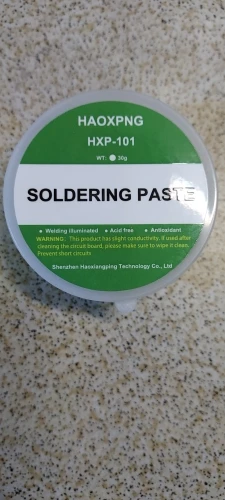 HAOXPNG
HXP-101
WT: ● 30g
SOLDERING PASTE
● Welding illuminated ● Acid free ● Antioxidant
WARNING: This product has slight conductivity. If used after
cleaning the circuit board, please make sure to wipe it clean.
Prevent short circuits
Shenzhen Haoxiangping Technology Co., Ltd